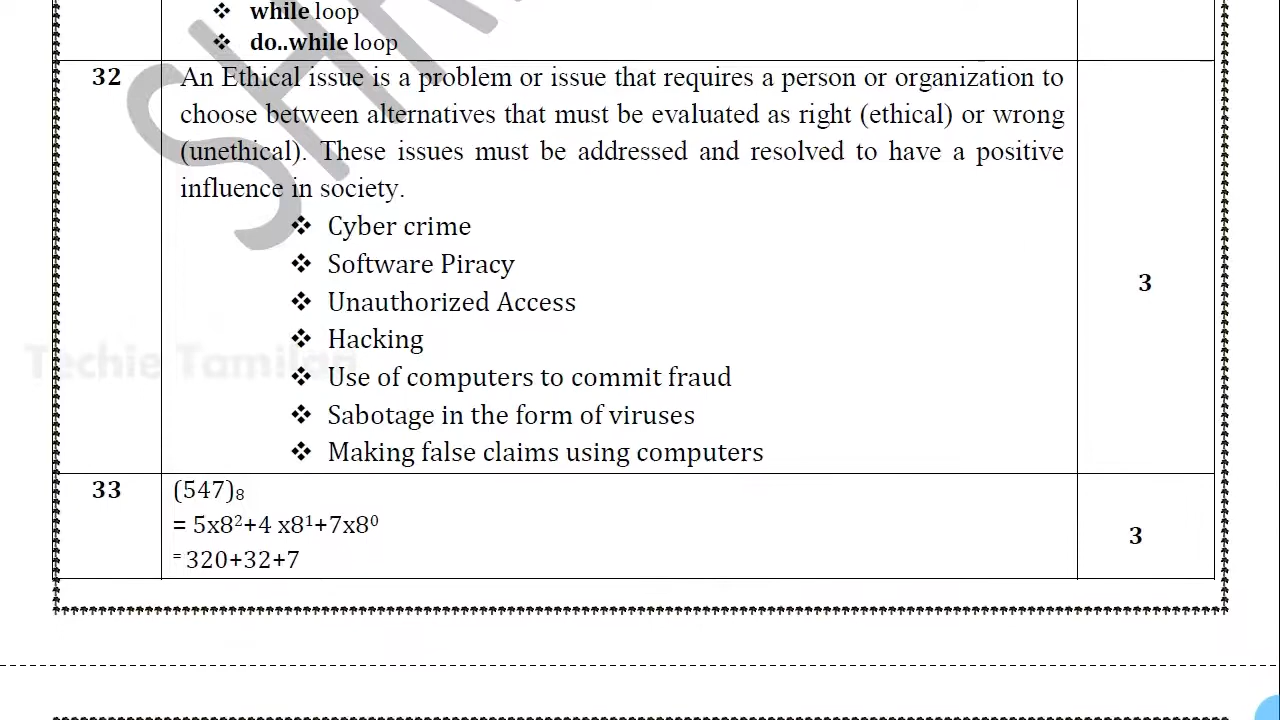 ❖ while loop
❖ do..while loop
32
An Ethical issue is a problem or issue that requires a person or organization to
choose between alternatives that must be evaluated as right (ethical) or wrong
(unethical). These issues must be addressed and resolved to have a positive
influence in society.
❖ Cyber crime
❖ Software Piracy
❖ Unauthorized Access
3
❖ Hacking
Techie Tamilan
❖ Use of computers to commit fraud
❖ Sabotage in the form of viruses
❖ Making false claims using computers
33
(547)₈
= 5x8²+4 x8¹+7x8⁰
3
= 320+32+7